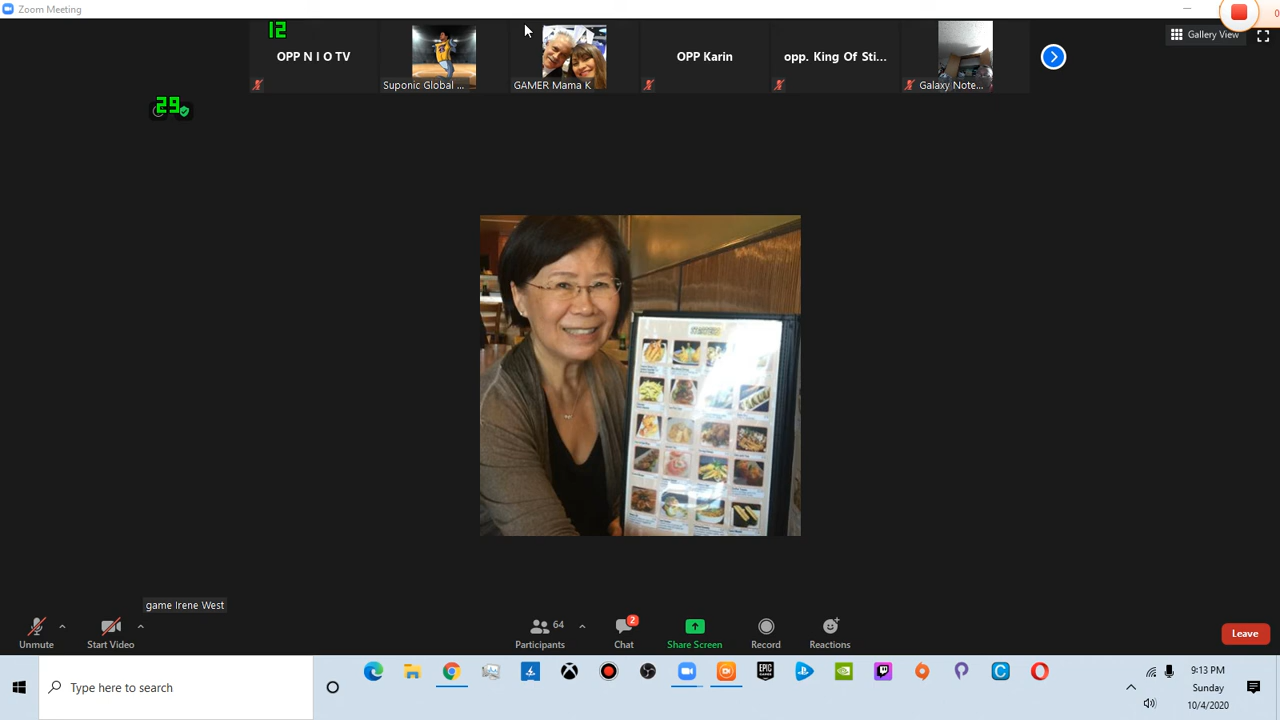 Zoom Meeting
12
OPP N I O TV
Suponic Global ...
GAMER Mama K
OPP Karin
opp. King Of Sti...
Galaxy Note...
Gallery View
29
game Irene West
Unmute
Start Video
64
Participants
2
Chat
Share Screen
Record
Reactions
Leave
Type here to search
EPIC
GAMES
9:13 PM
Sunday
10/4/2020